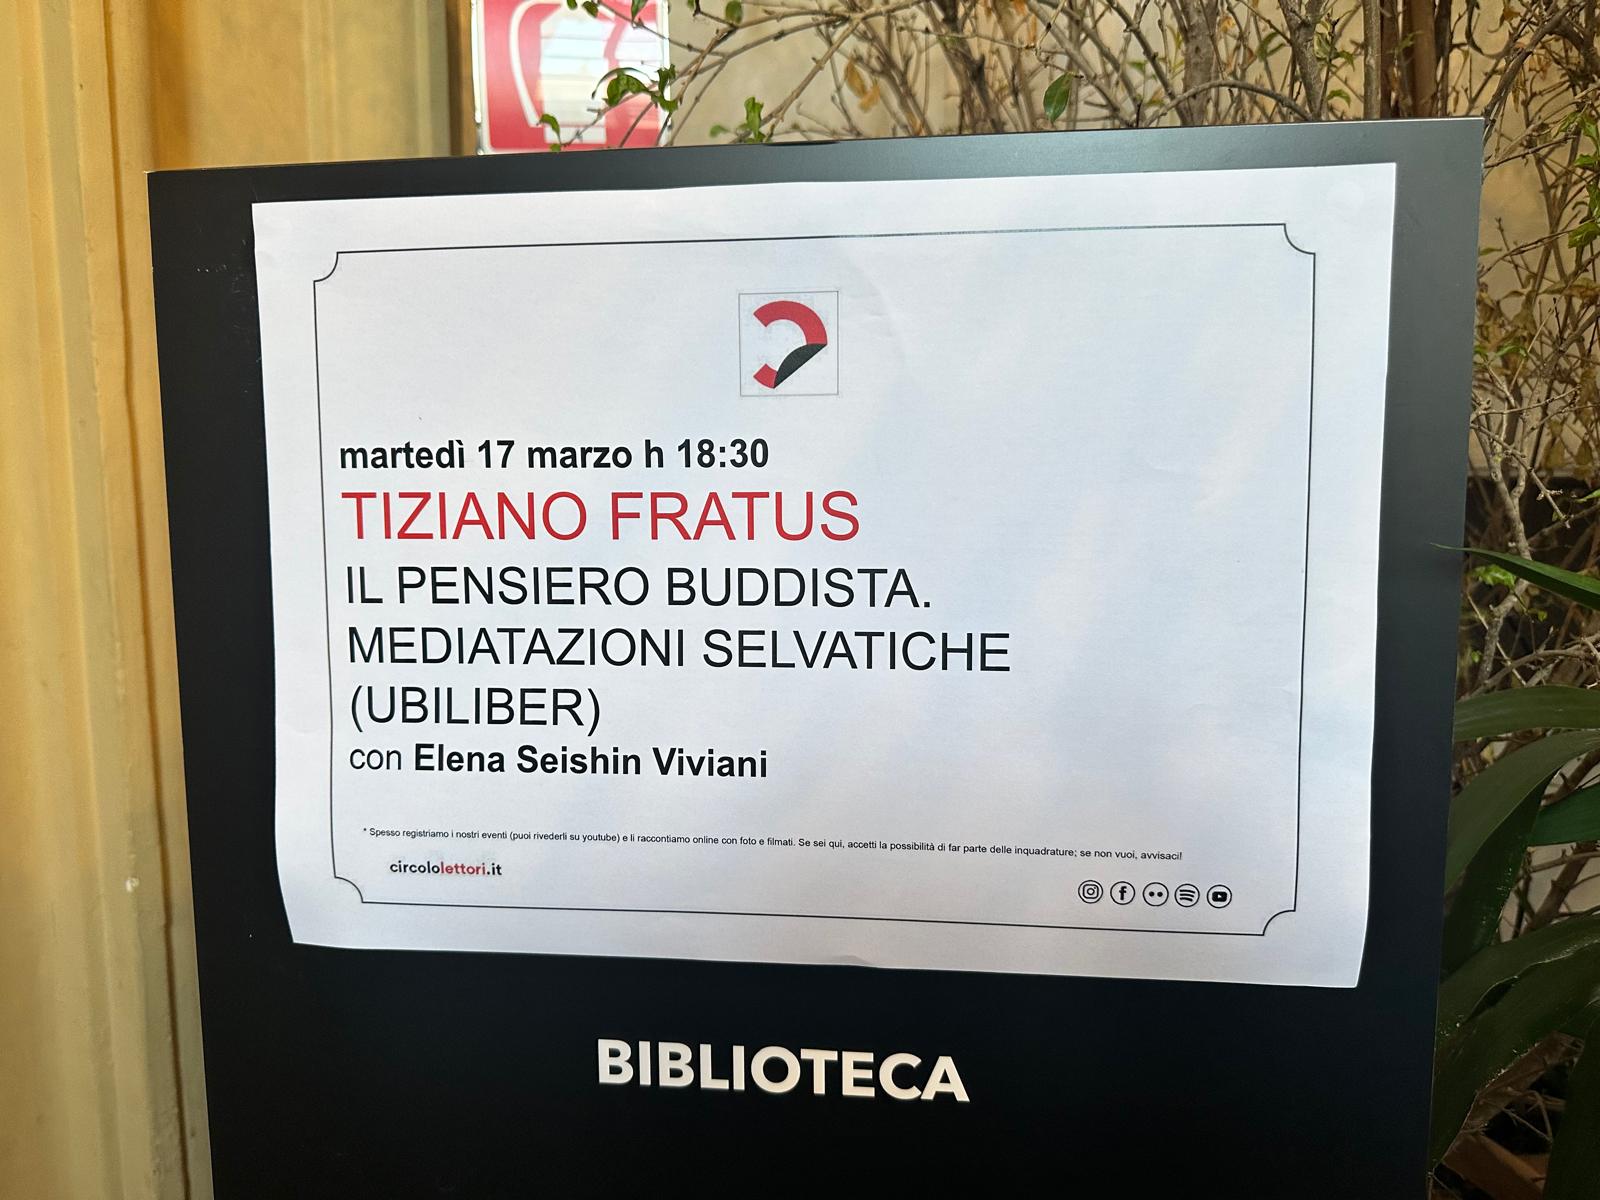 martedì 17 marzo h 18:30
TIZIANO FRATUS
IL PENSIERO BUDDISTA.
MEDIATAZIONI SELVATICHE
(UBILIBER)
con Elena Seishin Viviani
* Spesso registriamo i nostri eventi (puoi rivederli su youtube) e li raccontiamo online con foto e filmati. Se sei qui, accetti la possibilità di far parte delle inquadrature; se non vuoi, avvisaci!
circololettori.it
BIBLIOTECA